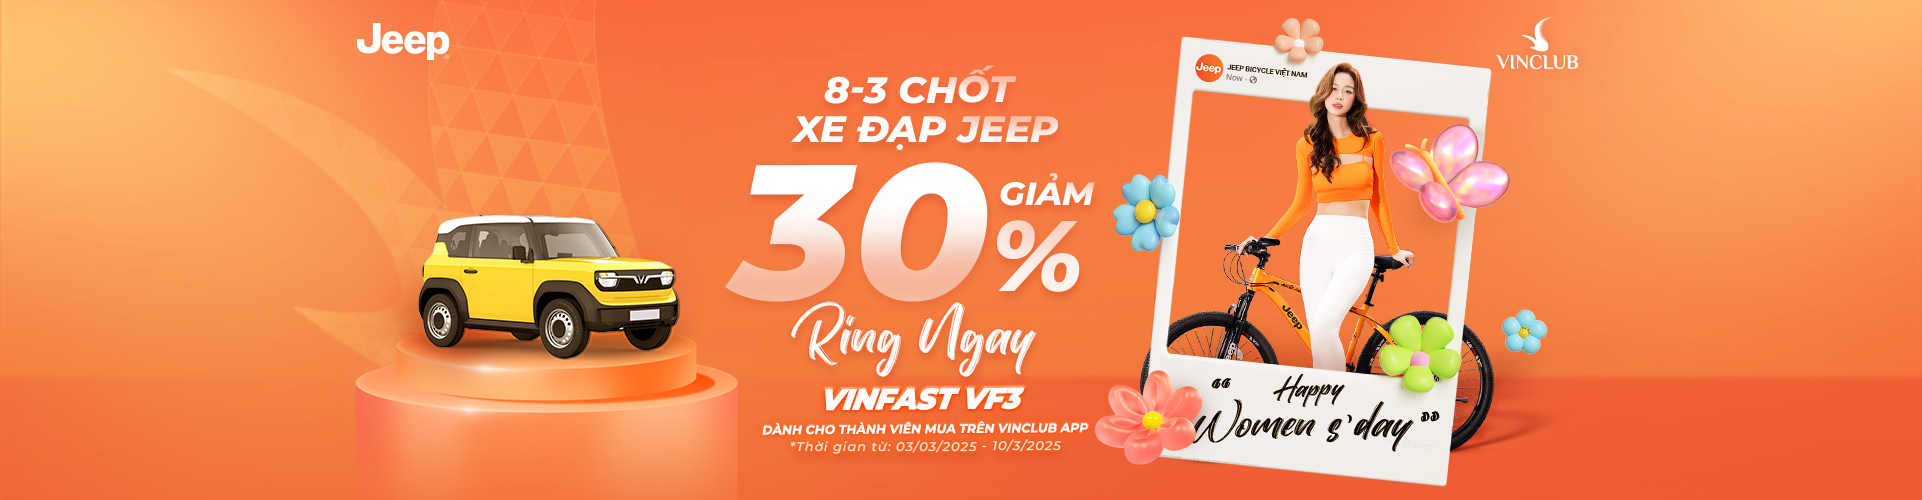 Jeep
8-3 CHỐT
XE ĐẠP JEEP
30%
GIẢM
Ring Ngay
VINFAST VF3
DÀNH CHO THÀNH VIÊN MUA TRÊN VINCLUB APP
*Thời gian từ: 03/03/2025 - 10/3/2025
VINCLUB
Jeep
JEEP BICYCLE VIỆT NAM
Now
Jeep
“ Happy
Women s'day ”